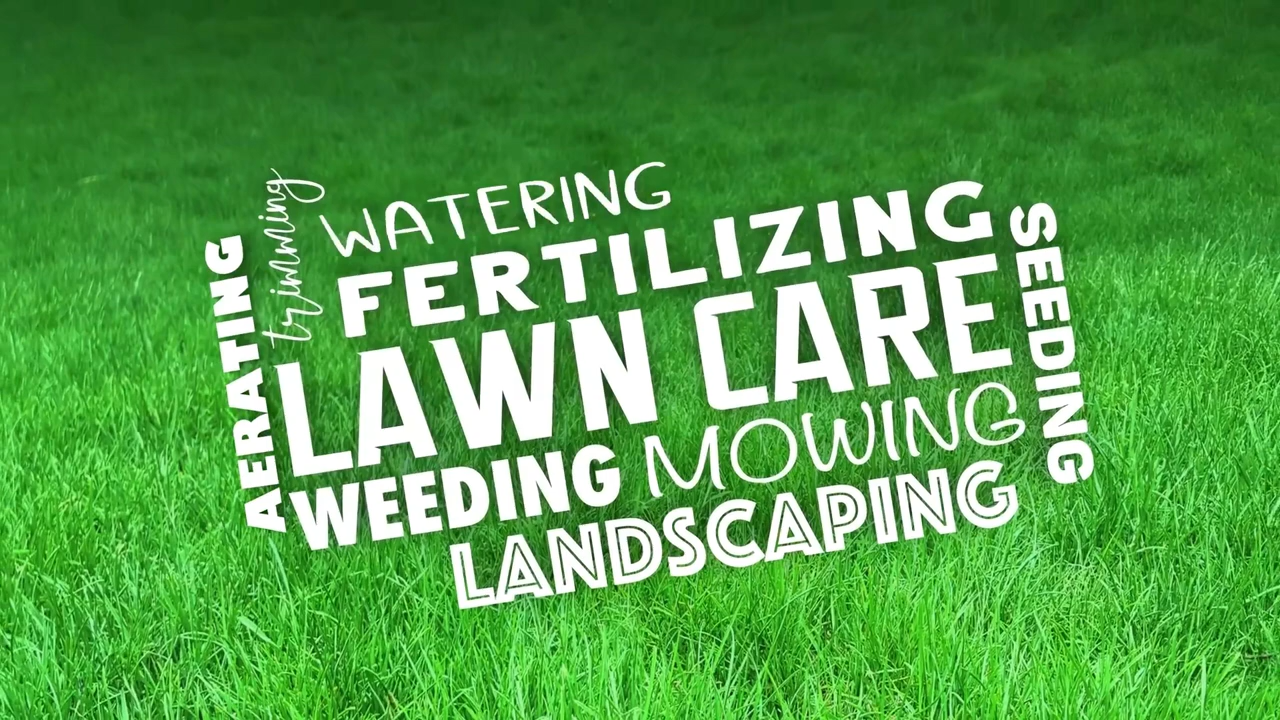 AERATING
trimming
WATERING
FERTILIZING
LAWN CARE
WEEDING MOWING
LANDSCAPING
SEEDING